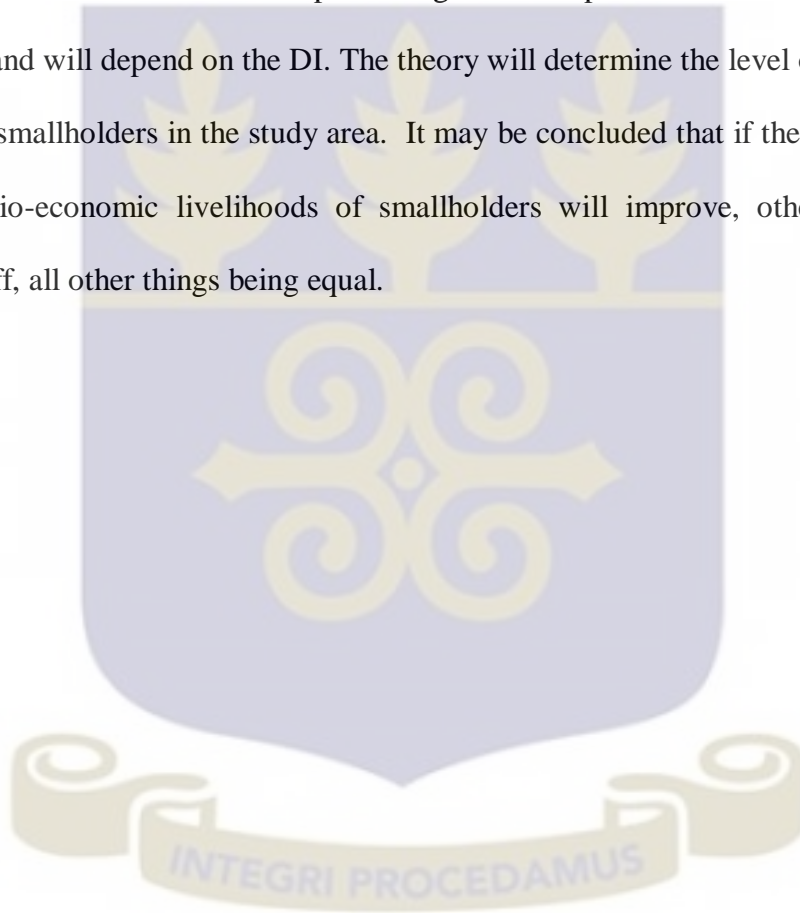 and will depend on the DI. The theory will determine the level
smallholders in the study area. It may be concluded that if the
io-economic livelihoods of smallholders will improve, othe
ff, all other things being equal.
INTEGRI PROCEDAMUS